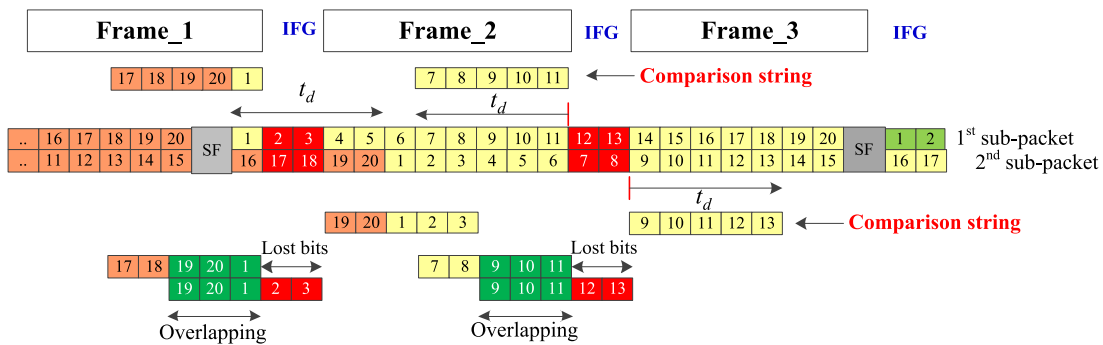 Frame_1 IFG Frame_2 IFG Frame_3 IFG
17 18 19 20 1 7 8 9 10 11 Comparison string
t_d t_d
.. 16 17 18 19 20 SF 1 2 3 4 5 6 7 8 9 10 11 12 13 14 15 16 17 18 19 20 SF 1 2 1st sub-packet
.. 11 12 13 14 15 16 17 18 19 20 1 2 3 4 5 6 7 8 9 10 11 12 13 14 15 16 17 2nd sub-packet
t_d
19 20 1 2 3 9 10 11 12 13 Comparison string
Lost bits Lost bits
17 18 19 20 1 7 8 9 10 11
19 20 1 2 3 9 10 11 12 13
Overlapping Overlapping